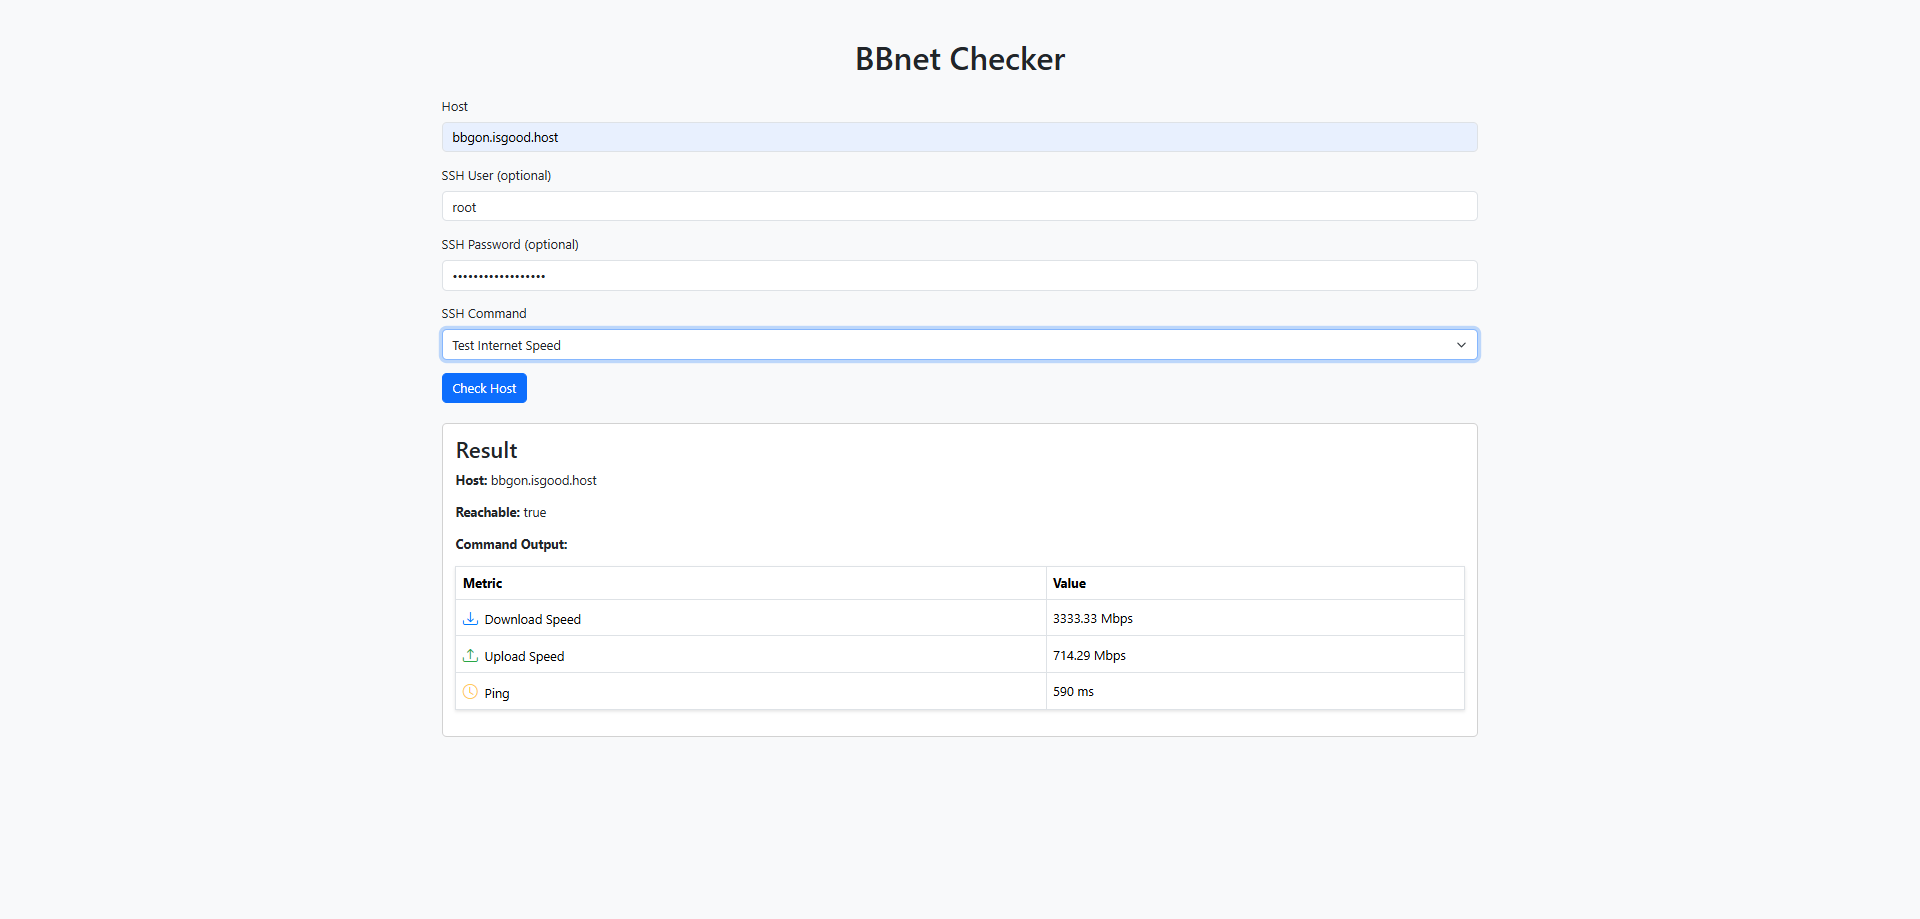 BBnet Checker
Host
bbgon.isgood.host
SSH User (optional)
root
SSH Password (optional)
••••••••••••••••••
SSH Command
Test Internet Speed
Check Host
Result
Host: bbgon.isgood.host
Reachable: true
Command Output:
Metric Value
Download Speed 3333.33 Mbps
Upload Speed 714.29 Mbps
Ping 590 ms